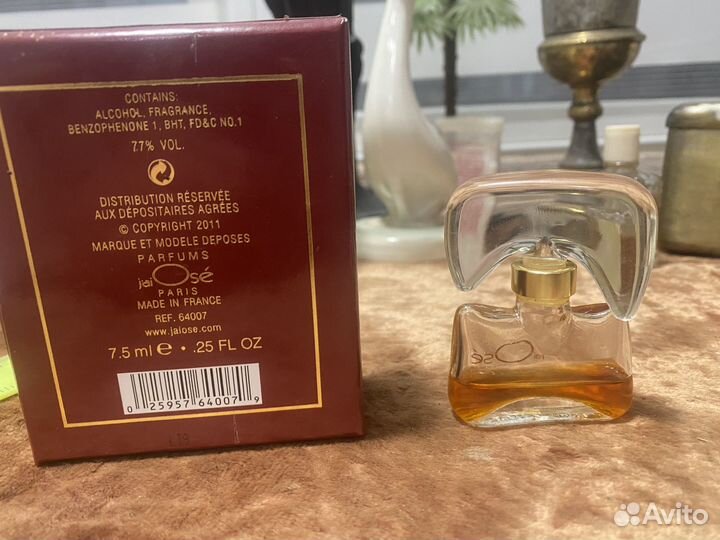 CONTAINS:
ALCOHOL, FRAGRANCE,
BENZOPHENONE 1, BHT, FD&C NO.1
77% VOL.
DISTRIBUTION RÉSERVÉE
AUX DÉPOSITAIRES AGRÉES
© COPYRIGHT 2011
MARQUE ET MODELE DEPOSES
PARFUMS
jaiOsé
PARIS
MADE IN FRANCE
REF. 64007
www.jaiose.com
7.5 ml e • .25 FL OZ
0 25957 64007 9
jaiOsé
Avito